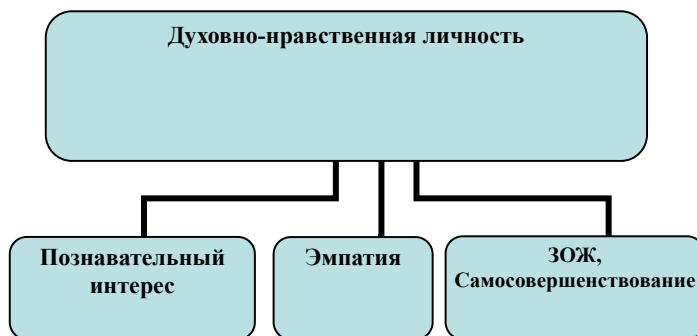 Духовно-нравственная личность
Познавательный
интерес
Эмпатия
ЗОЖ,
Самосовершенствование